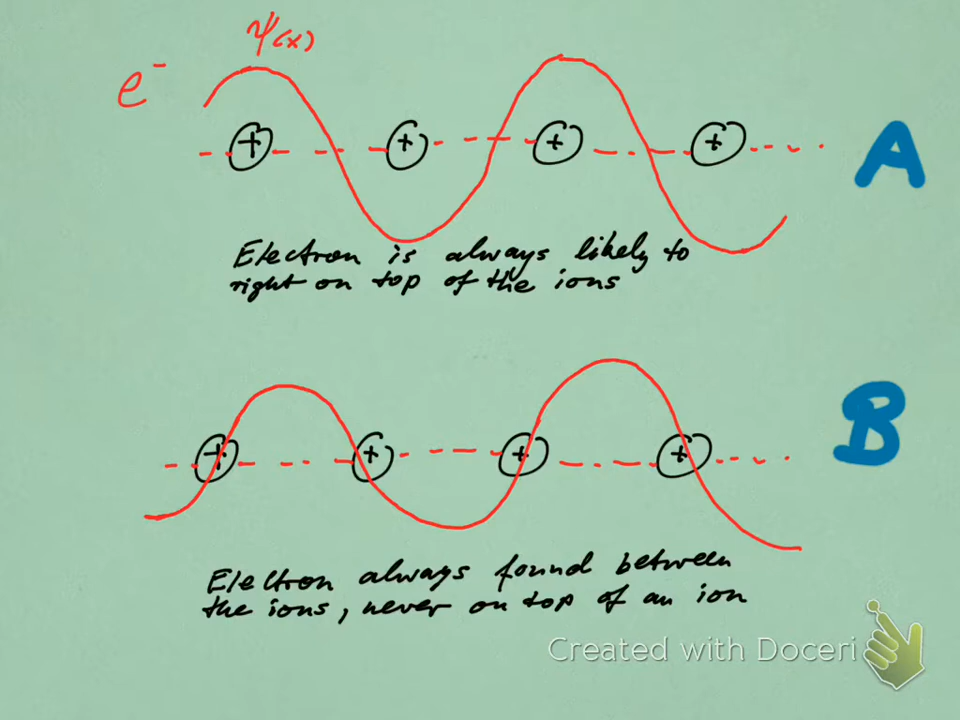 ψ(x)
e⁻
+ + + +
A
Electron is always likely to
right on top of the ions
+ + + +
B
Electron always found between
the ions, never on top of an ion
Created with Doceri